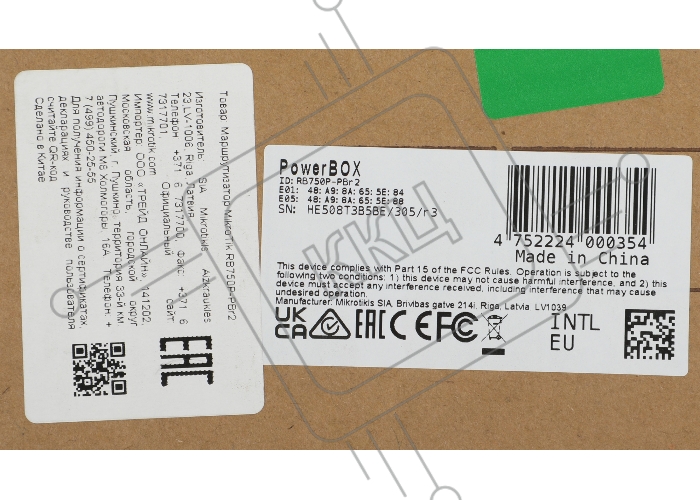 Товар: Маршрутизатор MikroTik RB750P-PBr2
Изготовитель: SIA Mikrotikls Aizkraukles
23,LV-1006, Riga, Латвия
Телефон +371 6 7317700, факс: +371 6
7317701, Официальный сайт
www.mikrotik.com
Импортер: ООО «ТРЕЙД ОНЛАЙН» 141202,
Московская область, городской округ
Пушкинский г. Пушкино, территория 33-й км
автодороги М8 Холмогоры, 16А Телефон: +
7 (499) 450-25-55
Для получения информации о сертификатах,
декларациях и руководстве пользователя
считайте QR-код
Сделано в Китае
EAC
PowerBOX
ID: RB750P-PBr2
E01: 48: A9: 8A: 65: 5E: 84
E05: 48: A9: 8A: 65: 5E: 88
SN: HE508T3B5BE/305/r3
4 752224 000354
Made in China
This device complies with Part 15 of the FCC Rules. Operation is subject to the
following two conditions: 1) this device may not cause harmful interference, and 2) this
device must accept any interference received, including interference that may cause
undesired operation.
Manufacturer: Mikrotikls SIA, Brivibas gatve 214i, Riga, Latvia LV1039
UK
CA
EAC CE FC
INTL
EU
ККЦ